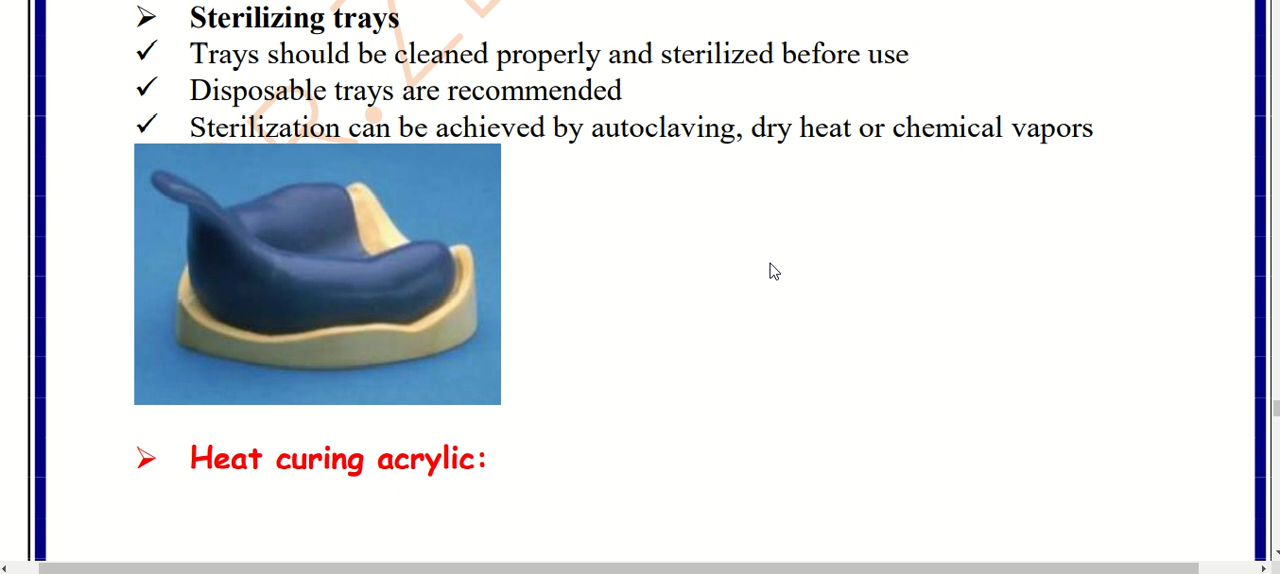 ➢ Sterilizing trays
✓ Trays should be cleaned properly and sterilized before use
✓ Disposable trays are recommended
✓ Sterilization can be achieved by autoclaving, dry heat or chemical vapors
➢ Heat curing acrylic: